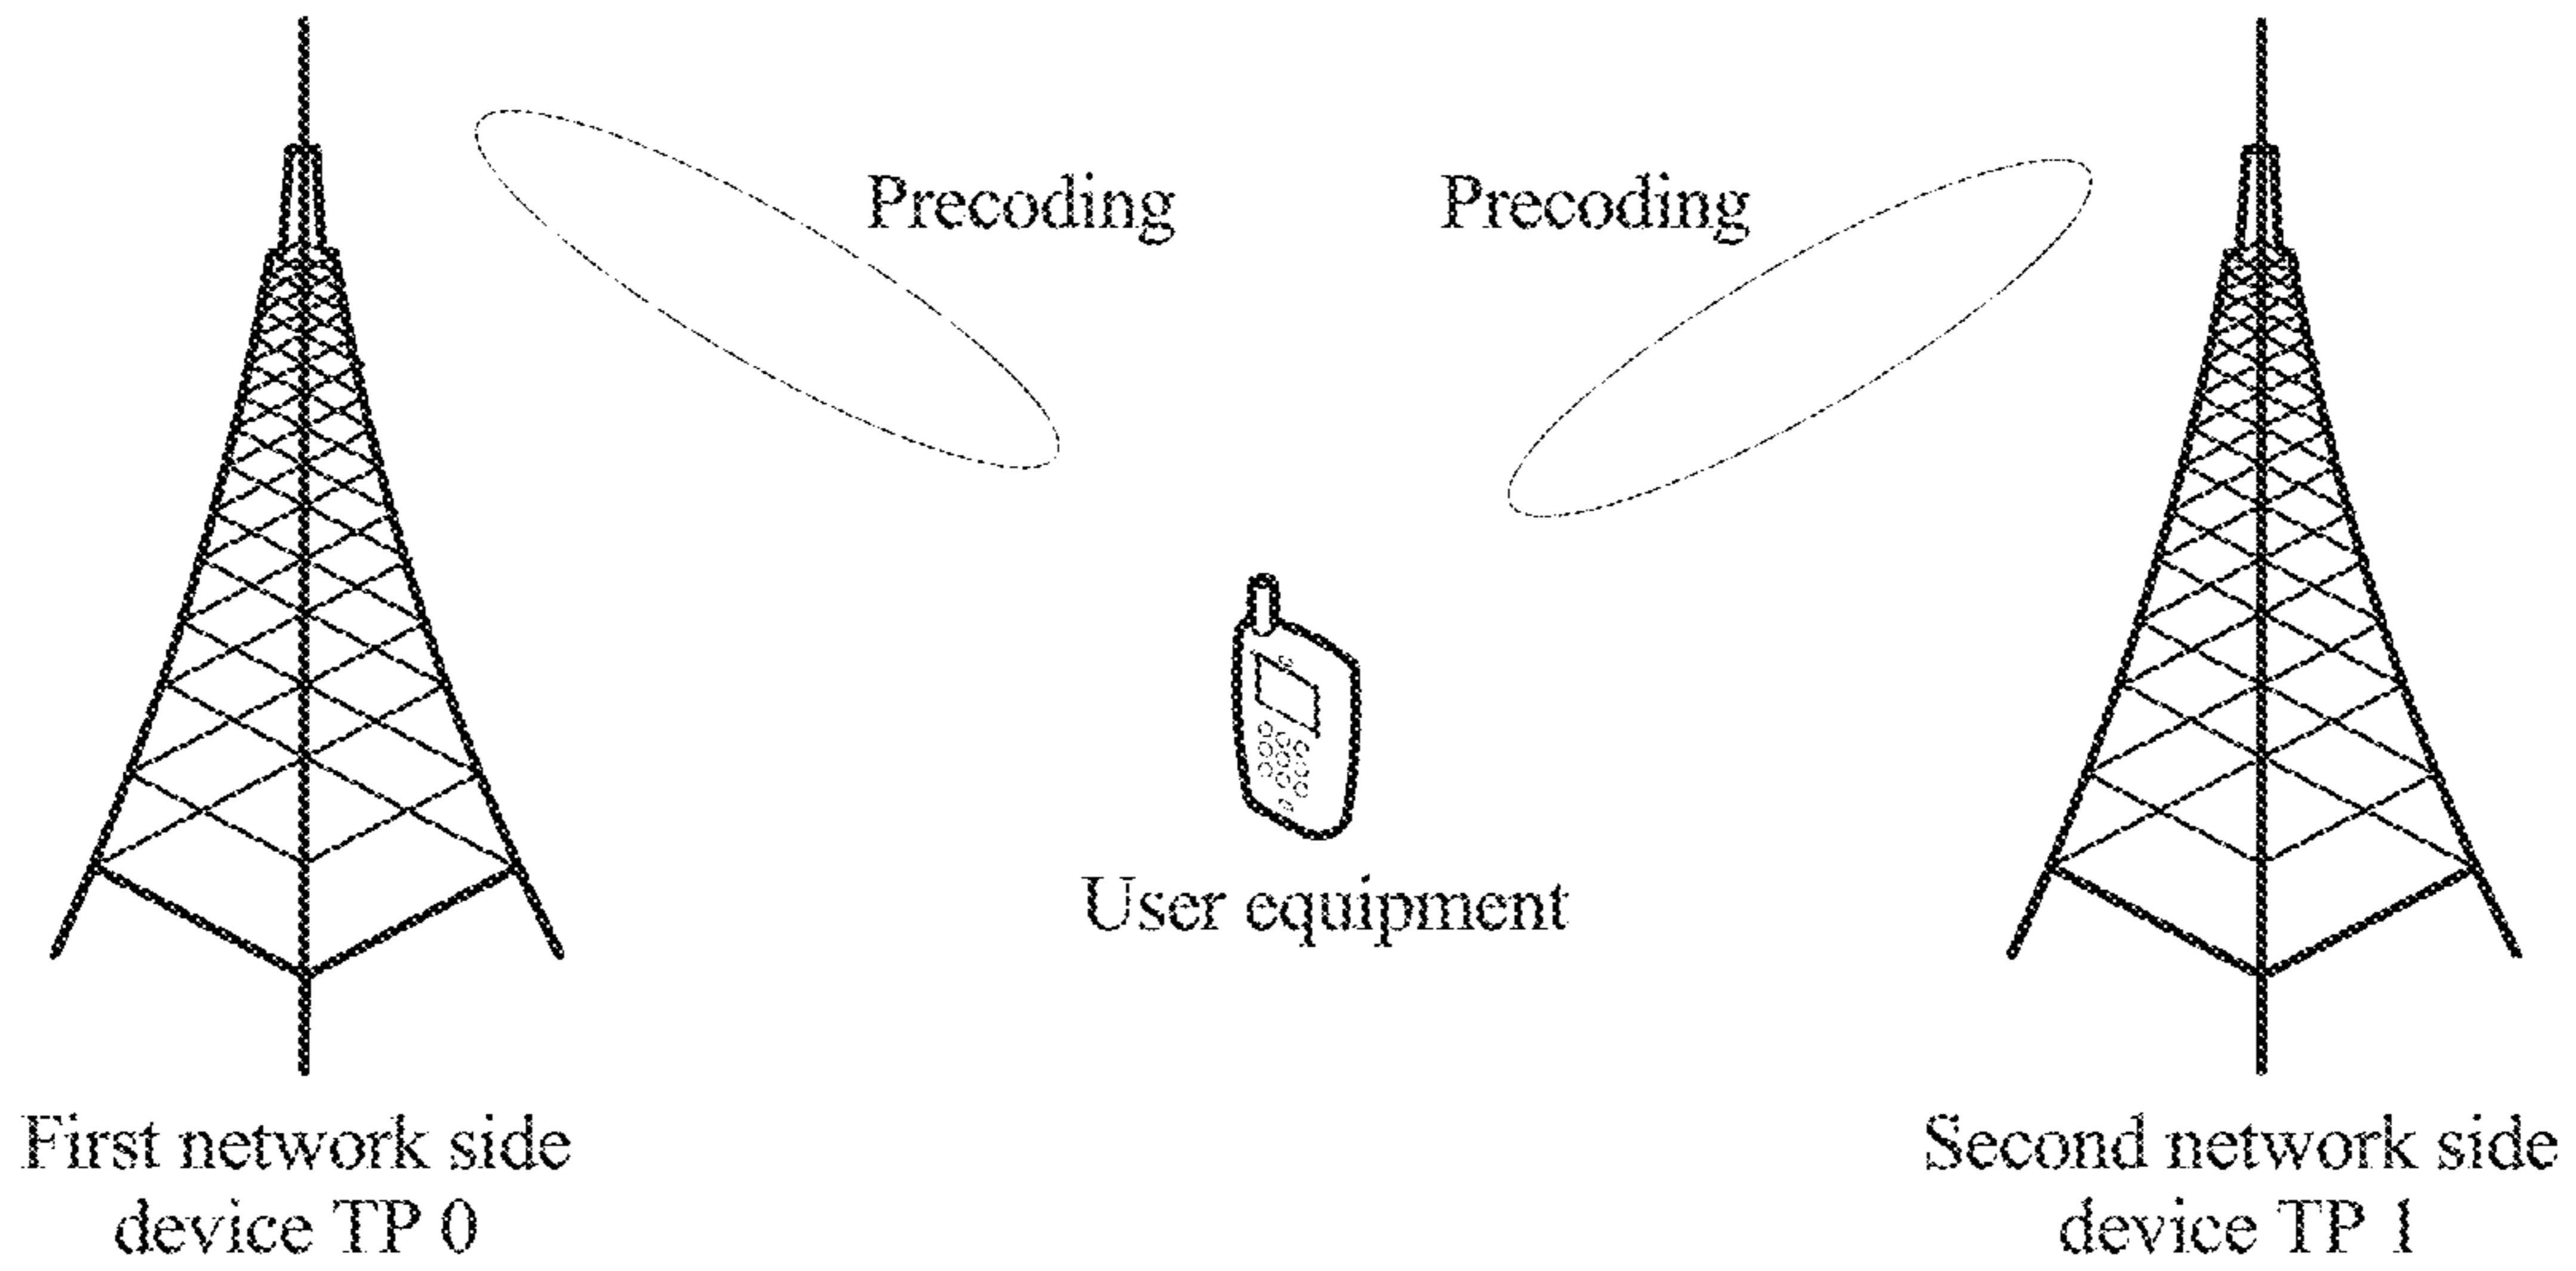 Precoding
Precoding
User equipment
First network side
device TP 0
Second network side
device TP 1